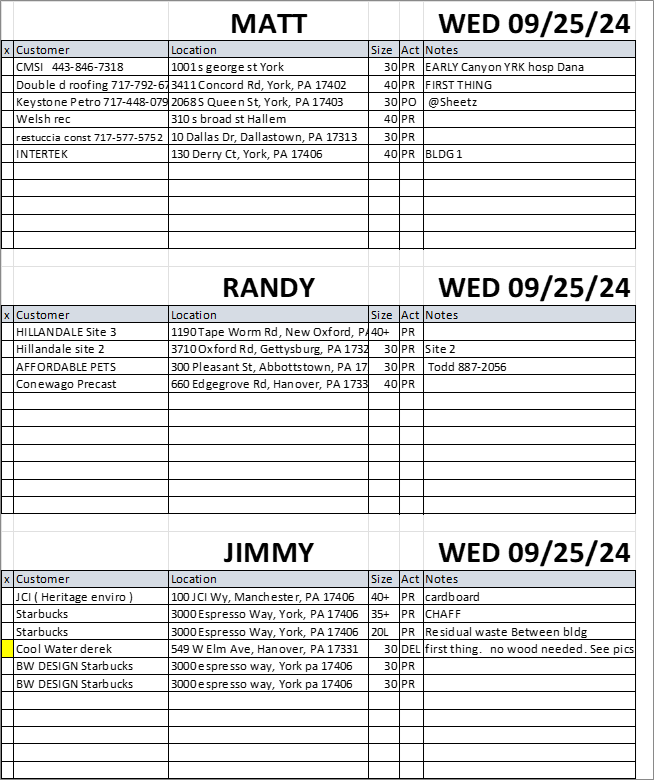 MATT WED 09/25/24
x Customer Location Size Act Notes
CMSI 443-846-7318 1001 s george st York 30 PR EARLY Canyon YRK hosp Dana
Double d roofing 717-792-67 3411 Concord Rd, York, PA 17402 40 PR FIRST THING
Keystone Petro 717-448-079 2068 S Queen St, York, PA 17403 30 PO @Sheetz
Welsh rec 310 s broad st Hallem 40 PR
restuccia const 717-577-5752 10 Dallas Dr, Dallastown, PA 17313 30 PR
INTERTEK 130 Derry Ct, York, PA 17406 40 PR BLDG 1
RANDY WED 09/25/24
x Customer Location Size Act Notes
HILLANDALE Site 3 1190 Tape Worm Rd, New Oxford, PA 40+ PR
Hillandale site 2 3710 Oxford Rd, Gettysburg, PA 1732 30 PR Site 2
AFFORDABLE PETS 300 Pleasant St, Abbottstown, PA 17 30 PR Todd 887-2056
Conewago Precast 660 Edgegrove Rd, Hanover, PA 1733 40 PR
JIMMY WED 09/25/24
x Customer Location Size Act Notes
JCI ( Heritage enviro ) 100 JCI Wy, Manchester, PA 17406 40+ PR cardboard
Starbucks 3000 Espresso Way, York, PA 17406 35+ PR CHAFF
Starbucks 3000 Espresso Way, York, PA 17406 20L PR Residual waste Between bldg
Cool Water derek 549 W Elm Ave, Hanover, PA 17331 30 DEL first thing. no wood needed. See pics
BW DESIGN Starbucks 3000 espresso way, York pa 17406 30 PR
BW DESIGN Starbucks 3000 espresso way, York pa 17406 30 PR